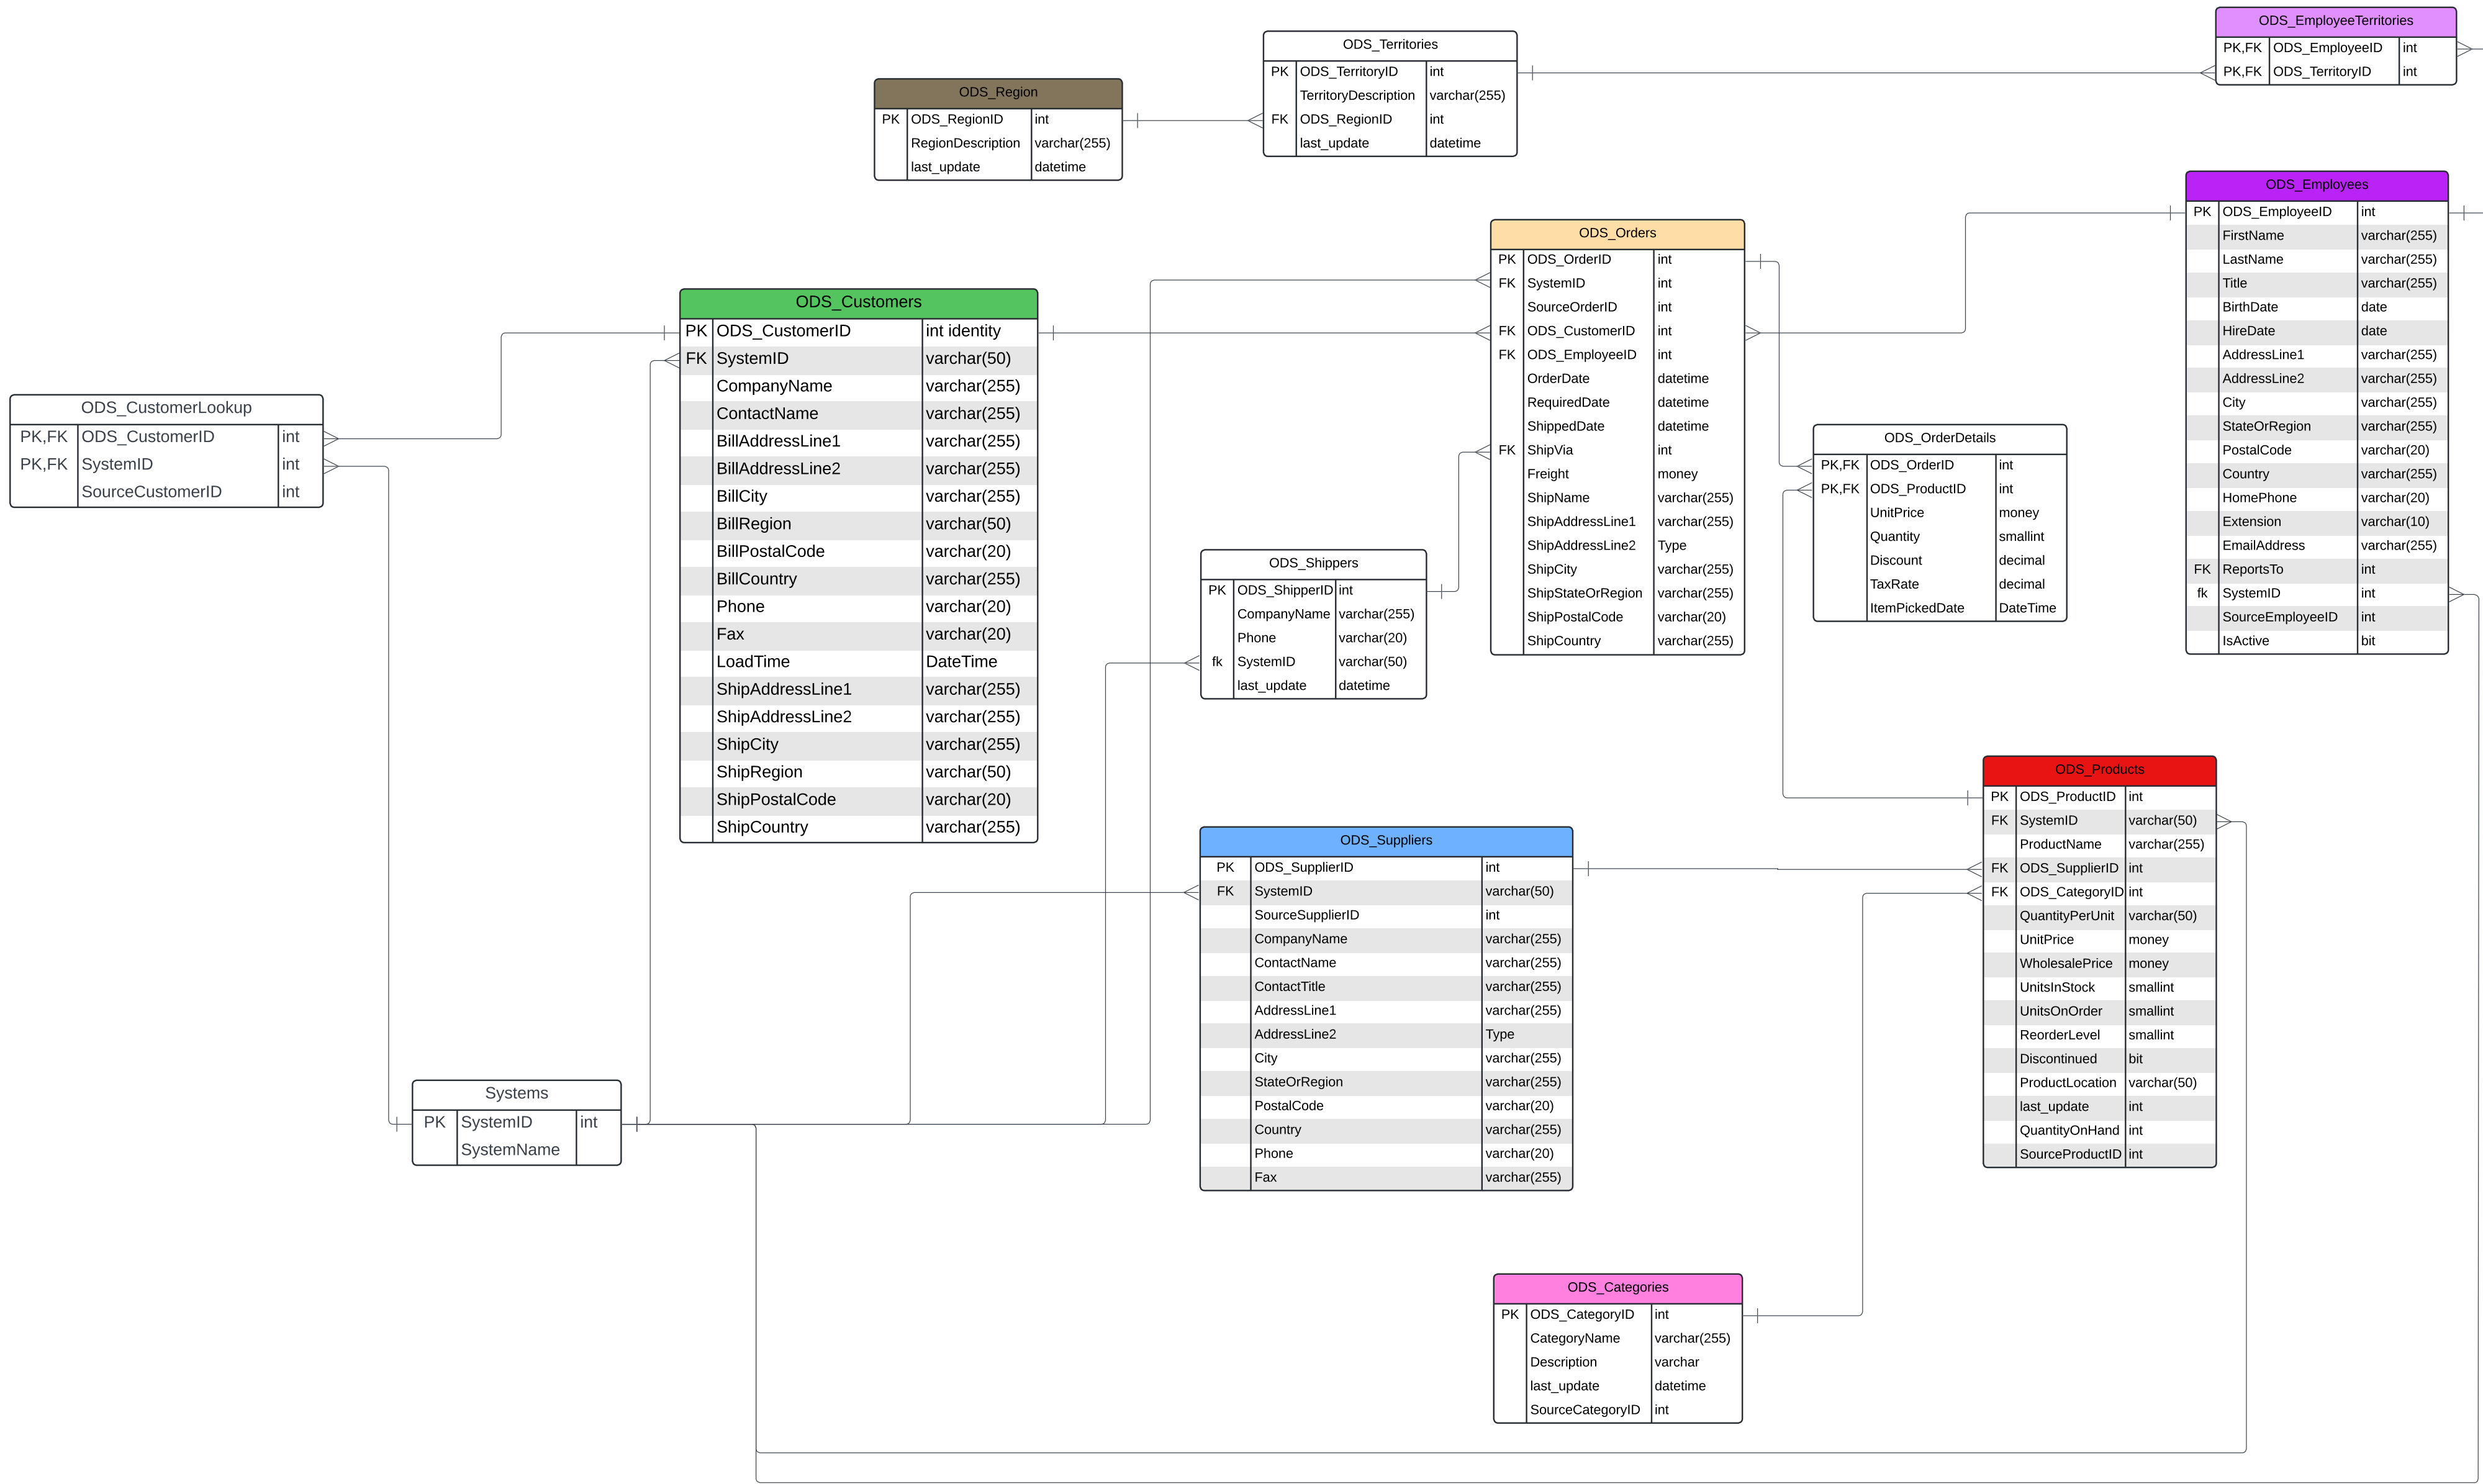 ODS_EmployeeTerritories
PK,FK ODS_EmployeeID int
PK,FK ODS_TerritoryID int
ODS_Territories
PK ODS_TerritoryID int
TerritoryDescription varchar(255)
FK ODS_RegionID int
last_update datetime
ODS_Region
PK ODS_RegionID int
RegionDescription varchar(255)
last_update datetime
ODS_Employees
PK ODS_EmployeeID int
FirstName varchar(255)
LastName varchar(255)
Title varchar(255)
BirthDate date
HireDate date
AddressLine1 varchar(255)
AddressLine2 varchar(255)
City varchar(255)
StateOrRegion varchar(255)
PostalCode varchar(20)
Country varchar(255)
HomePhone varchar(20)
Extension varchar(10)
EmailAddress varchar(255)
FK ReportsTo int
fk SystemID int
SourceEmployeeID int
IsActive bit
ODS_Orders
PK ODS_OrderID int
FK SystemID int
SourceOrderID int
FK ODS_CustomerID int
FK ODS_EmployeeID int
OrderDate datetime
RequiredDate datetime
ShippedDate datetime
FK ShipVia int
Freight money
ShipName varchar(255)
ShipAddressLine1 varchar(255)
ShipAddressLine2 Type
ShipCity varchar(255)
ShipStateOrRegion varchar(255)
ShipPostalCode varchar(20)
ShipCountry varchar(255)
ODS_Customers
PK ODS_CustomerID int identity
FK SystemID varchar(50)
CompanyName varchar(255)
ContactName varchar(255)
BillAddressLine1 varchar(255)
BillAddressLine2 varchar(255)
BillCity varchar(255)
BillRegion varchar(50)
BillPostalCode varchar(20)
BillCountry varchar(255)
Phone varchar(20)
Fax varchar(20)
LoadTime DateTime
ShipAddressLine1 varchar(255)
ShipAddressLine2 varchar(255)
ShipCity varchar(255)
ShipRegion varchar(50)
ShipPostalCode varchar(20)
ShipCountry varchar(255)
ODS_CustomerLookup
PK,FK ODS_CustomerID int
PK,FK SystemID int
SourceCustomerID int
ODS_OrderDetails
PK,FK ODS_OrderID int
PK,FK ODS_ProductID int
UnitPrice money
Quantity smallint
Discount decimal
TaxRate decimal
ItemPickedDate DateTime
ODS_Shippers
PK ODS_ShipperID int
CompanyName varchar(255)
Phone varchar(20)
fk SystemID varchar(50)
last_update datetime
ODS_Products
PK ODS_ProductID int
FK SystemID varchar(50)
ProductName varchar(255)
FK ODS_SupplierID int
FK ODS_CategoryID int
QuantityPerUnit varchar(50)
UnitPrice money
WholesalePrice money
UnitsInStock smallint
UnitsOnOrder smallint
ReorderLevel smallint
Discontinued bit
ProductLocation varchar(50)
last_update int
QuantityOnHand int
SourceProductID int
ODS_Suppliers
PK ODS_SupplierID int
FK SystemID varchar(50)
SourceSupplierID int
CompanyName varchar(255)
ContactName varchar(255)
ContactTitle varchar(255)
AddressLine1 varchar(255)
AddressLine2 Type
City varchar(255)
StateOrRegion varchar(255)
PostalCode varchar(20)
Country varchar(255)
Phone varchar(20)
Fax varchar(255)
Systems
PK SystemID int
SystemName
ODS_Categories
PK ODS_CategoryID int
CategoryName varchar(255)
Description varchar
last_update datetime
SourceCategoryID int